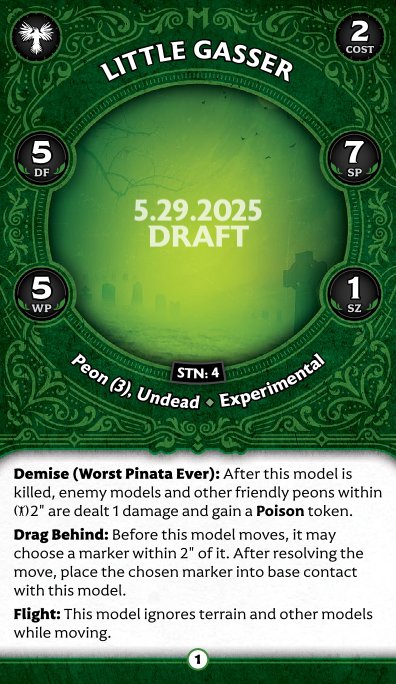 M
LITTLE GASSER
2
COST
5
DF
7
SP
5.29.2025
DRAFT
5
WP
1
SZ
STN: 4
Peon (3), Undead ◆ Experimental
Demise (Worst Pinata Ever): After this model is
killed, enemy models and other friendly peons within
2" are dealt 1 damage and gain a Poison token.
Drag Behind: Before this model moves, it may
choose a marker within 2" of it. After resolving the
move, place the chosen marker into base contact
with this model.
Flight: This model ignores terrain and other models
while moving.
1